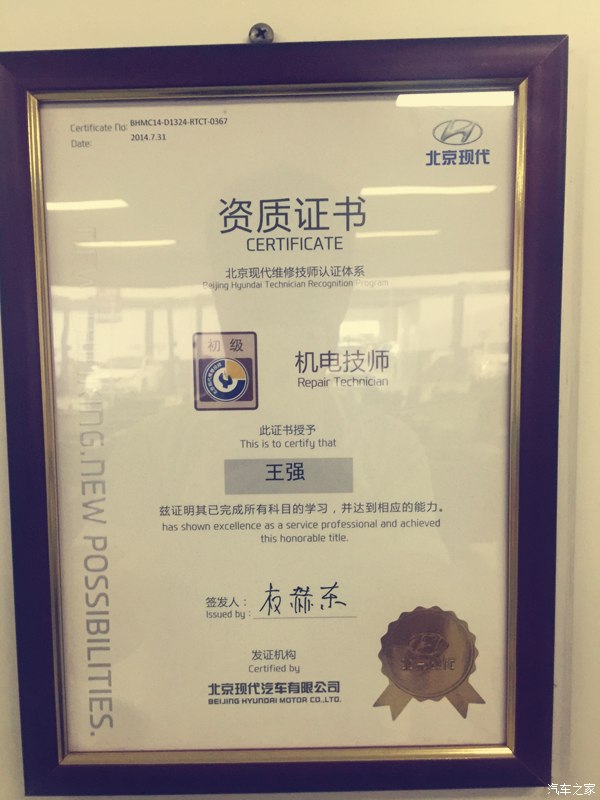 Certificate No: BHMC14-D1324-RTCT-0367
Date: 2014.7.31
北京现代
资质证书
CERTIFICATE
北京现代维修技师认证体系
Beijing Hyundai Technician Recognition Program
初 级
机电技师
Repair Technician
此证书授予
This is to certify that
王强
兹证明其已完成所有科目的学习，并达到相应的能力。
has shown excellence as a service professional and achieved
this honorable title.
签发人：
Issued by :
发证机构
Certified by
北京现代汽车有限公司
BEIJING HYUNDAI MOTOR CO.,LTD.
NEW POSSIBILITIES.
北京现代
汽车之家